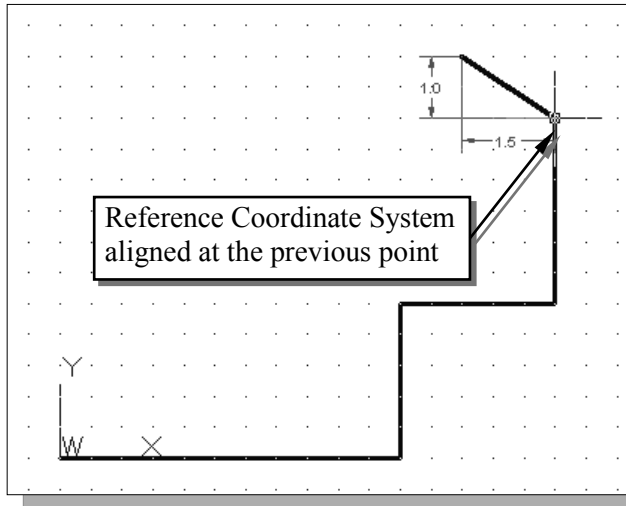 1.0
1.5
Reference Coordinate System
aligned at the previous point
Y
W
X